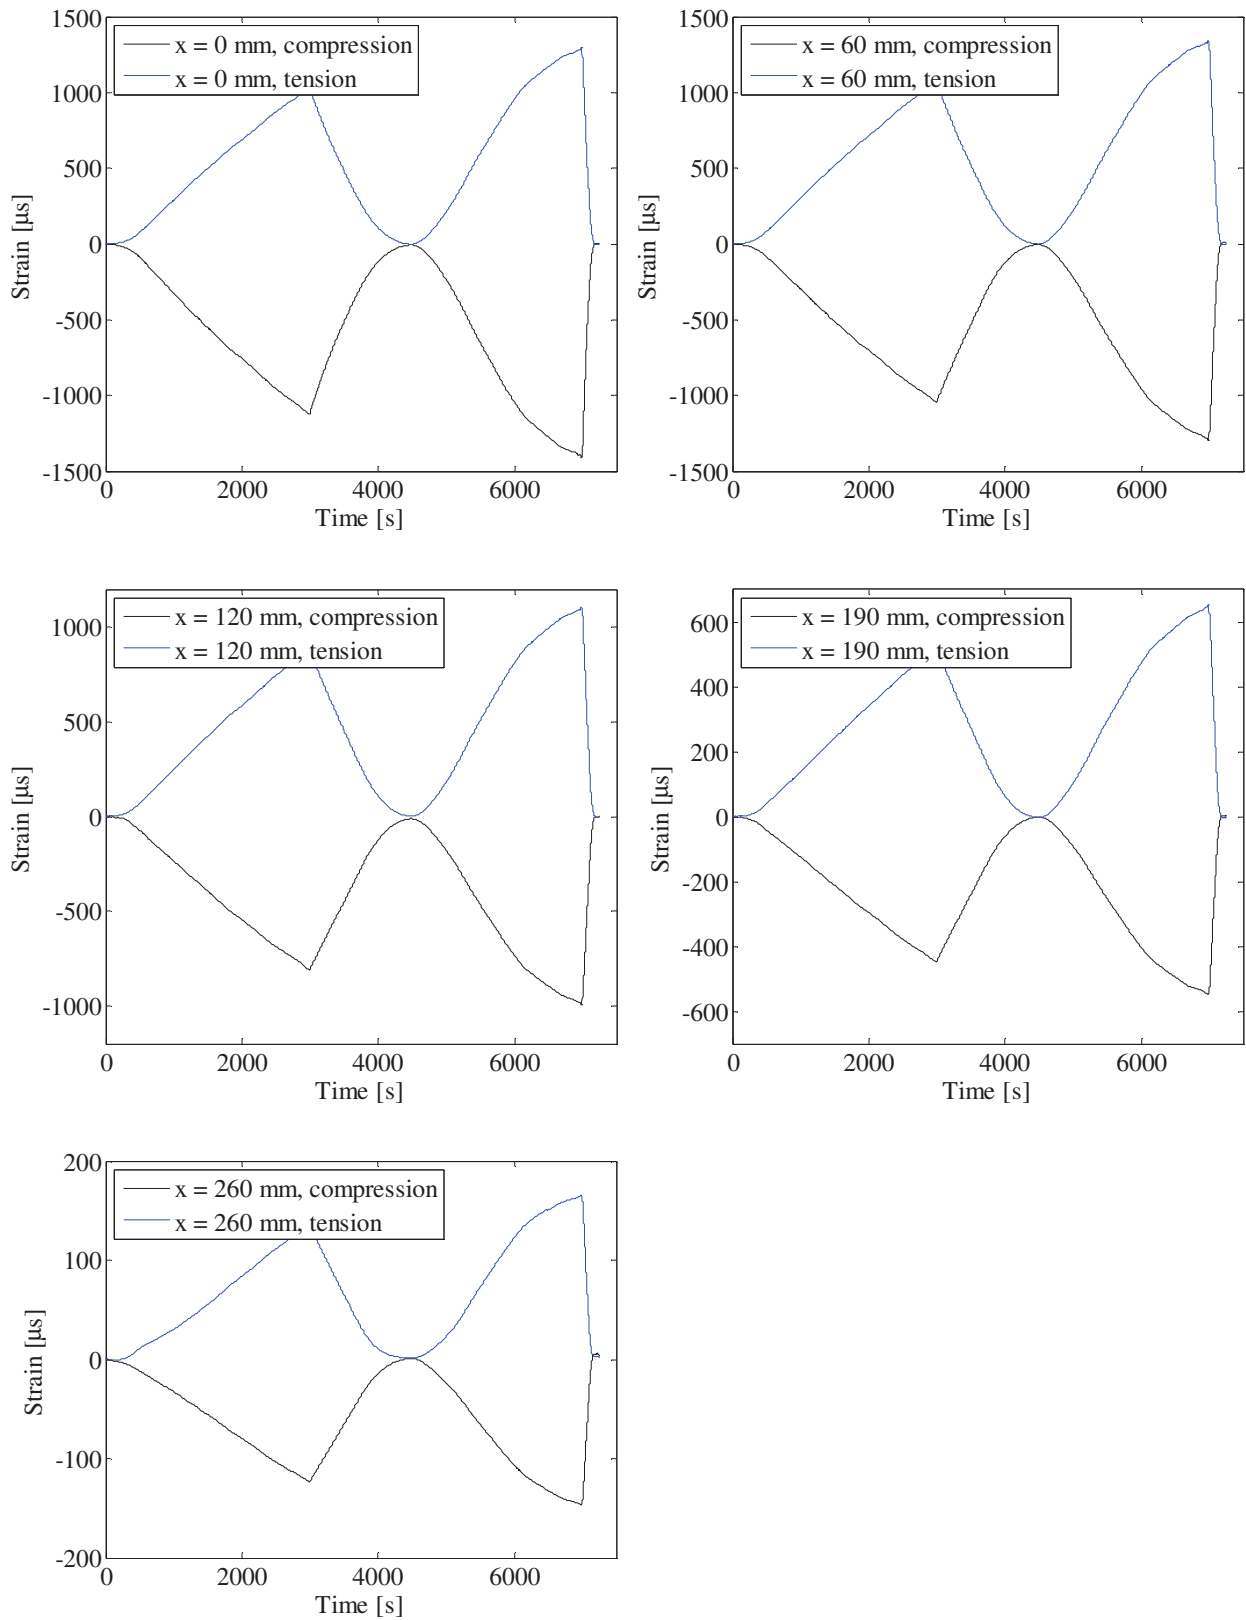 x = 0 mm, compression
x = 0 mm, tension
1500
1000
500
0
-500
-1000
-1500
Strain [µs]
0
2000
4000
6000
Time [s]
x = 60 mm, compression
x = 60 mm, tension
1500
1000
500
0
-500
-1000
-1500
Strain [µs]
0
2000
4000
6000
Time [s]
x = 120 mm, compression
x = 120 mm, tension
1000
500
0
-500
-1000
Strain [µs]
0
2000
4000
6000
Time [s]
x = 190 mm, compression
x = 190 mm, tension
600
400
200
0
-200
-400
-600
Strain [µs]
0
2000
4000
6000
Time [s]
x = 260 mm, compression
x = 260 mm, tension
200
100
0
-100
-200
Strain [µs]
0
2000
4000
6000
Time [s]